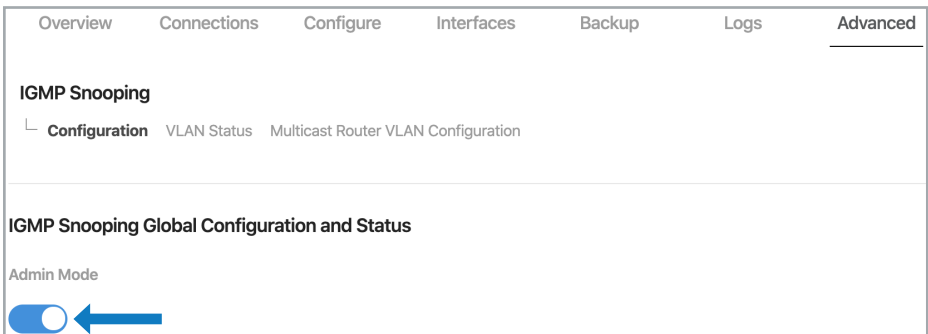 Overview Connections Configure Interfaces Backup Logs Advanced
IGMP Snooping
Configuration VLAN Status Multicast Router VLAN Configuration
IGMP Snooping Global Configuration and Status
Admin Mode